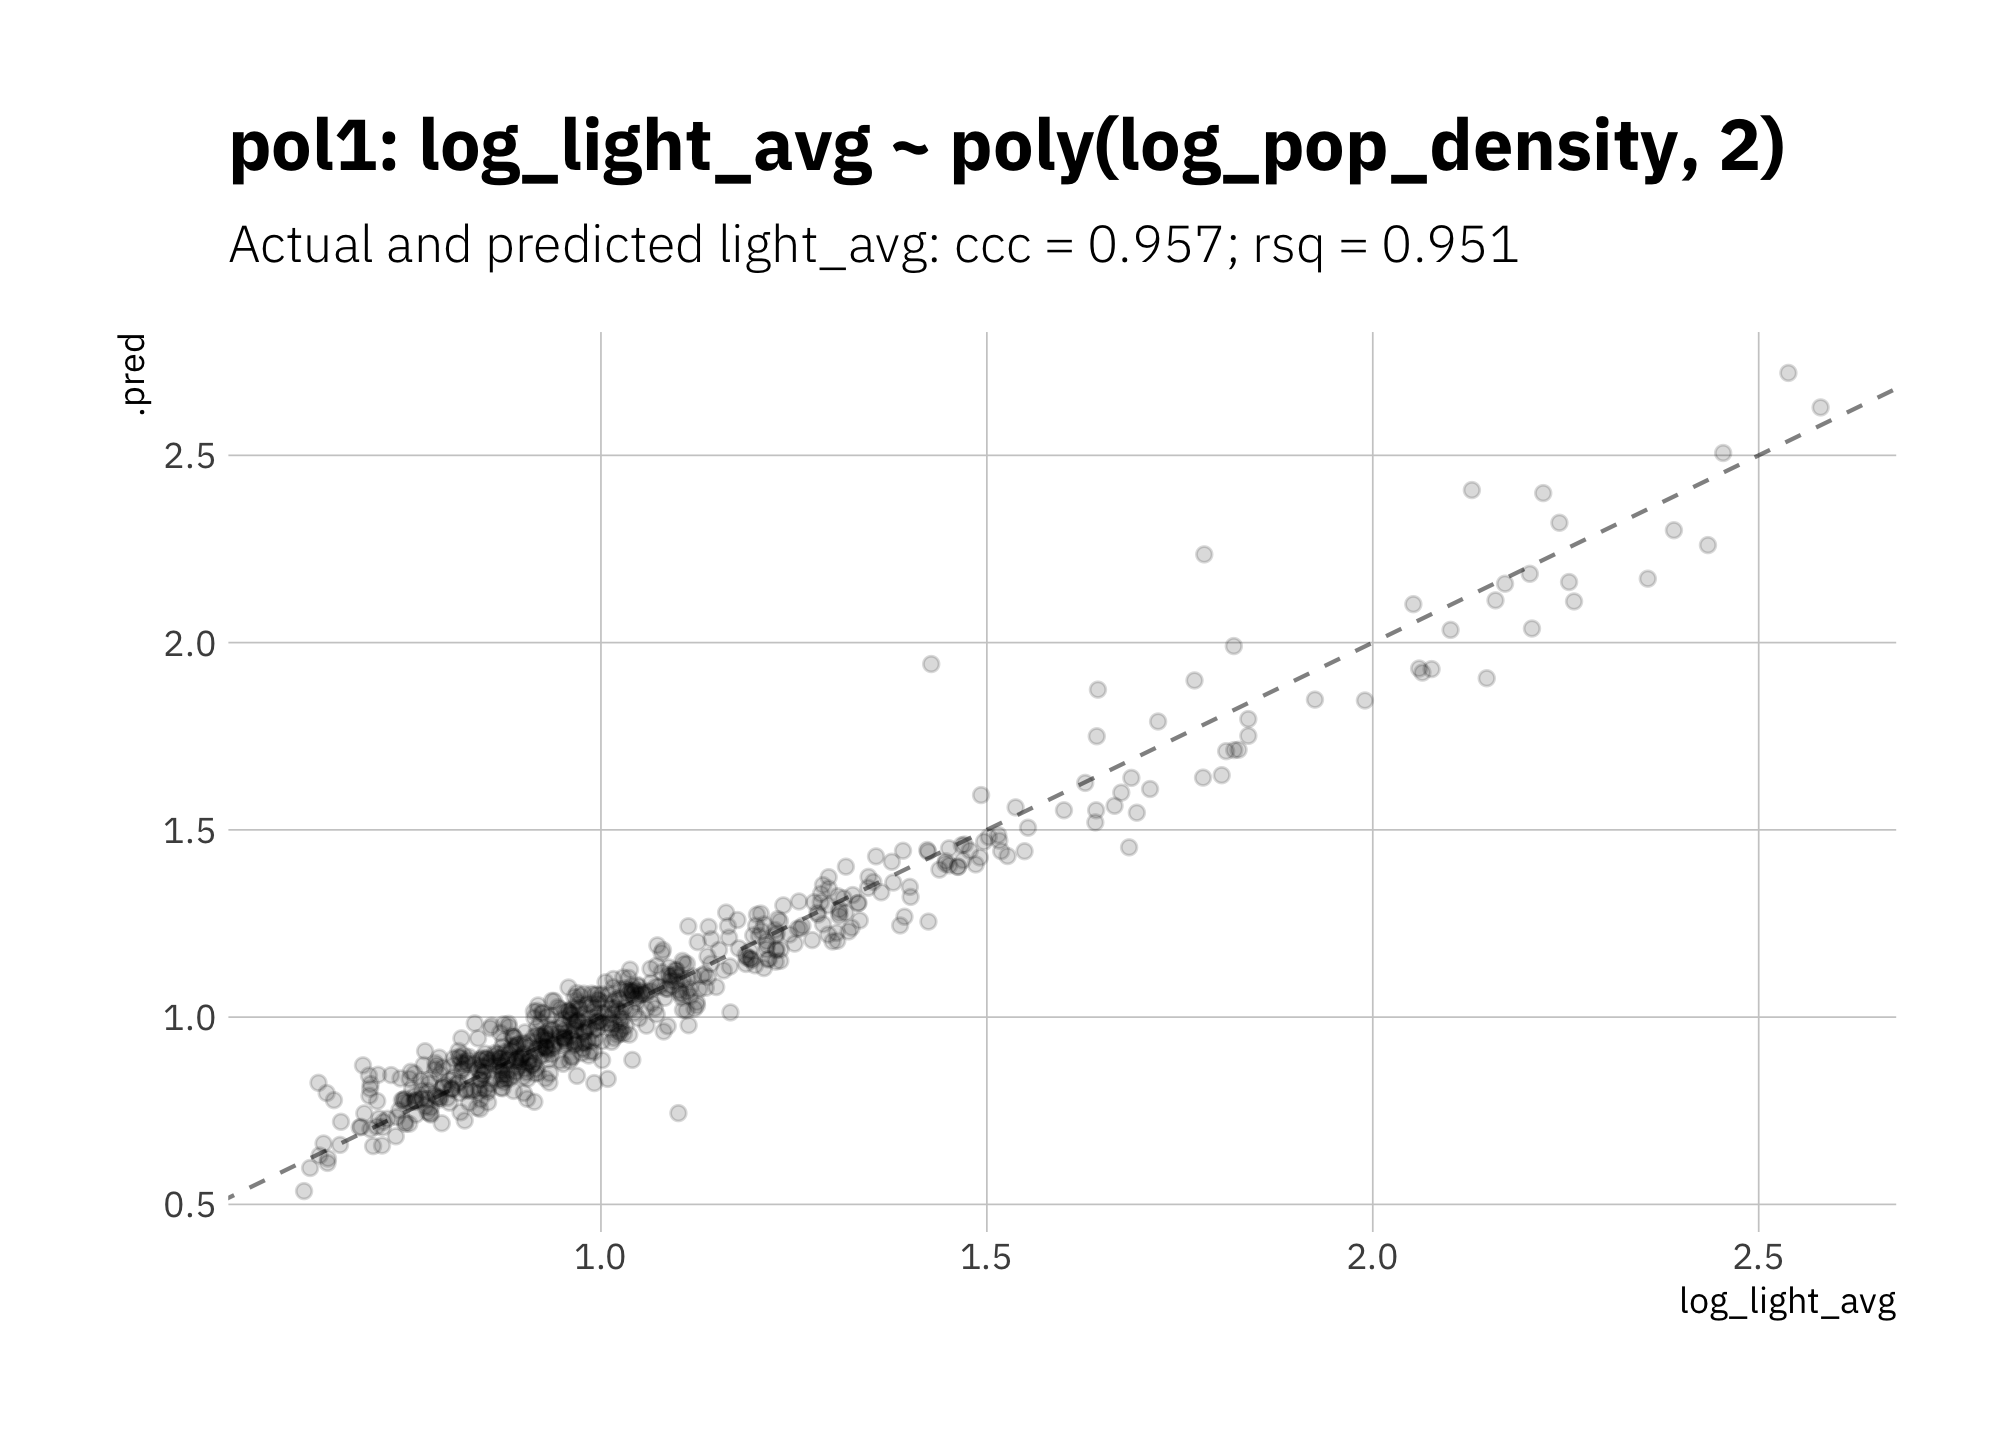 pol1: log_light_avg ~ poly(log_pop_density, 2)
Actual and predicted light_avg: ccc = 0.957; rsq = 0.951
.pred
2.5
2.0
1.5
1.0
0.5
1.0 1.5 2.0 2.5
log_light_avg